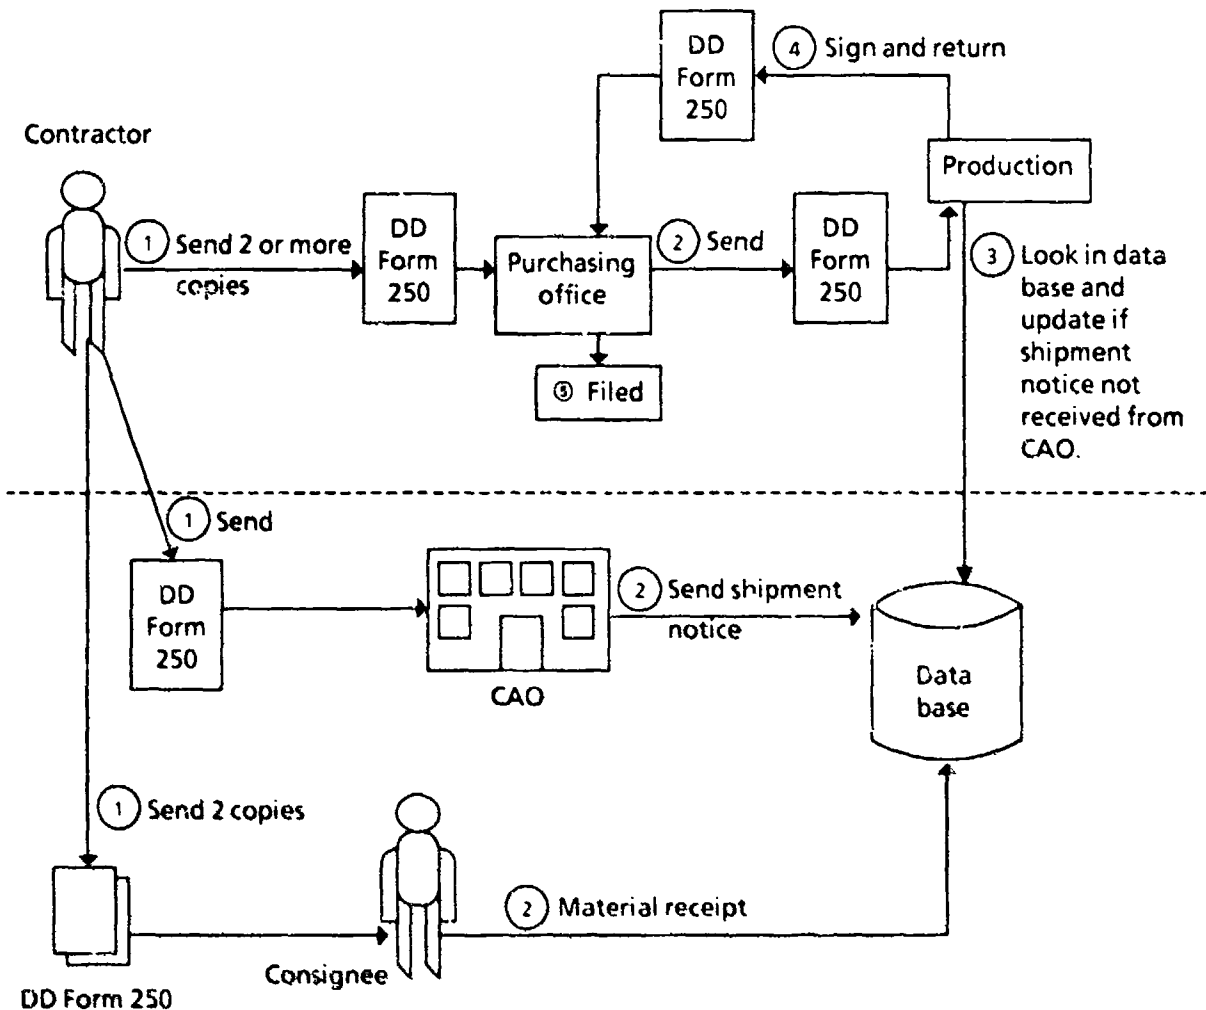 DD
Form
250
4 Sign and return
Contractor
Production
1 Send 2 or more
copies
DD
Form
250
Purchasing
office
2 Send
DD
Form
250
3 Look in data
base and
update if
shipment
notice not
received from
CAO.
5 Filed
1 Send
DD
Form
250
CAO
2 Send shipment
notice
Data
base
1 Send 2 copies
2 Material receipt
Consignee
DD Form 250